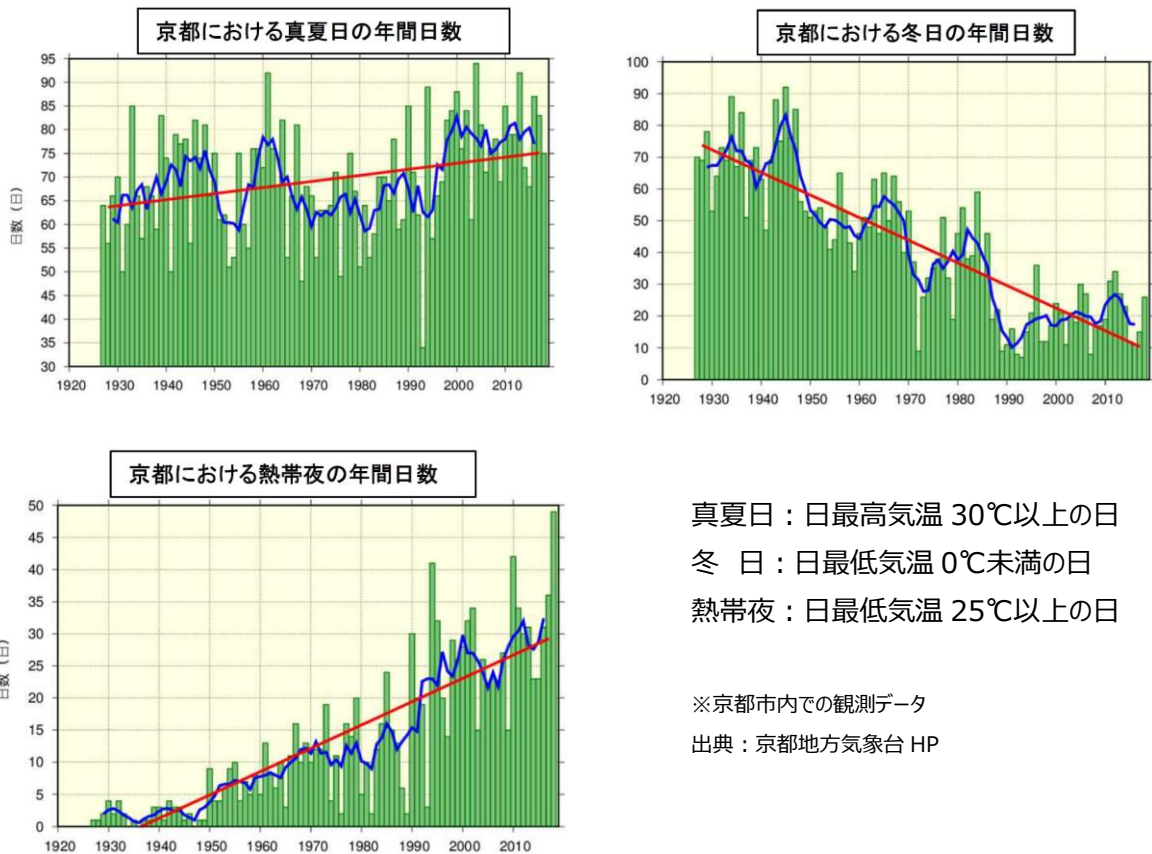 京都における真夏日の年間日数
95
90
85
80
75
70
65
60
55
50
45
40
35
30
日数（日）
1920 1930 1940 1950 1960 1970 1980 1990 2000 2010
京都における冬日の年間日数
100
90
80
70
60
50
40
30
20
10
0
1920 1930 1940 1950 1960 1970 1980 1990 2000 2010
京都における熱帯夜の年間日数
50
45
40
35
30
25
20
15
10
5
0
日数（日）
1920 1930 1940 1950 1960 1970 1980 1990 2000 2010
真夏日：日最高気温 30℃以上の日
冬 日：日最低気温 0℃未満の日
熱帯夜：日最低気温 25℃以上の日
※京都市内での観測データ
出典：京都地方気象台 HP